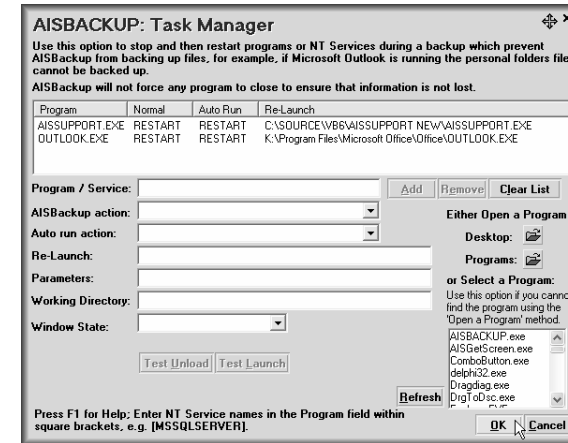 AISBACKUP: Task Manager
Use this option to stop and then restart programs or NT Services during a backup which prevent
AISBackup from backing up files, for example, if Microsoft Outlook is running the personal folders file
cannot be backed up.
AISBackup will not force any program to close to ensure that information is not lost.
Program Normal Auto Run Re-Launch
AISSUPPORT.EXE RESTART RESTART C:\SOURCE\VB6\AISSUPPORT NEW\AISSUPPORT.EXE
OUTLOOK.EXE RESTART RESTART K:\Program Files\Microsoft Office\Office\OUTLOOK.EXE
Program / Service: Add Remove Clear List
AISBackup action:
Either Open a Program
Auto run action:
Desktop:
Re-Launch:
Programs:
Parameters:
or Select a Program:
Working Directory:
Use this option if you canno
find the program using the
'Open a Program' method.
Window State:
AISBACKUP.exe
AISGetScreen.exe
ComboButton.exe
delphi32.exe
Dragdiag.exe
DrgToDsc.exe
Test Unload Test Launch
Refresh
Press F1 for Help; Enter NT Service names in the Program field within
square brackets, e.g. [MSSQLSERVER].
OK Cancel